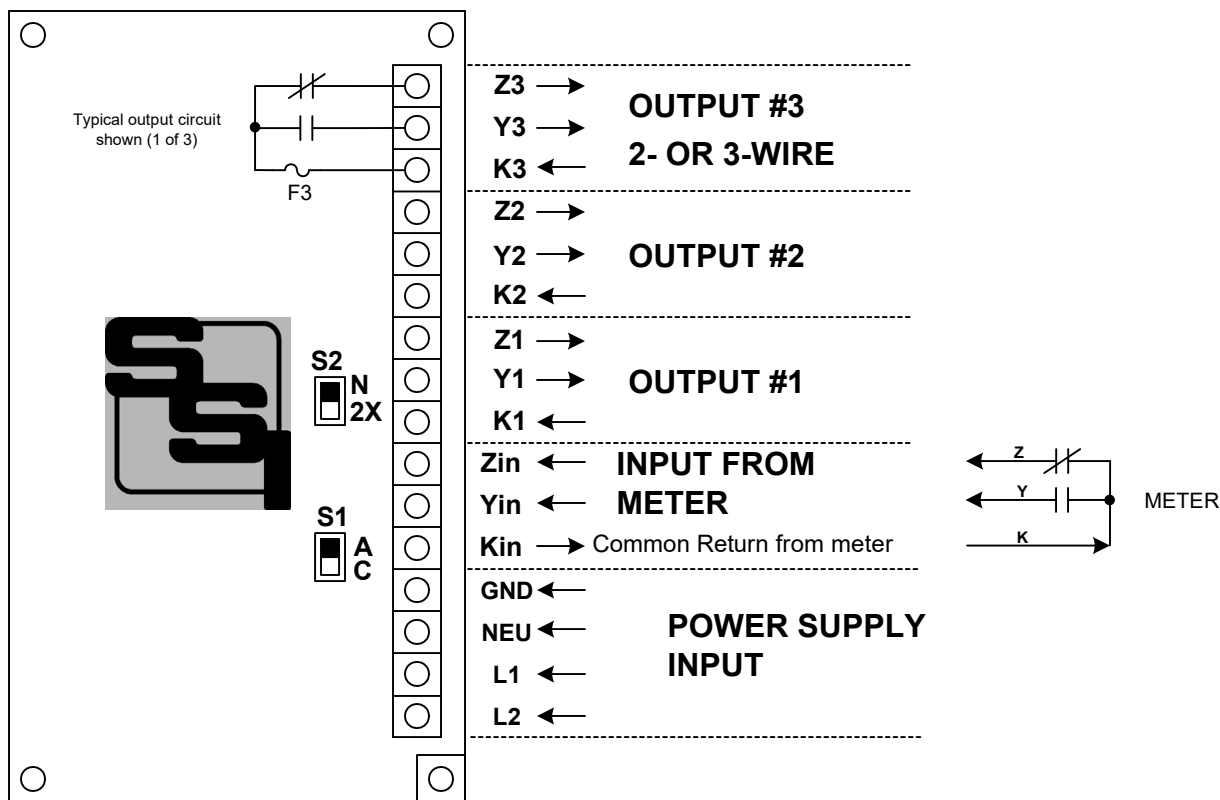 Typical output circuit
shown (1 of 3)
F3
Z3
Y3
K3
OUTPUT #3
2- OR 3-WIRE
Z2
Y2
K2
OUTPUT #2
Z1
Y1
K1
OUTPUT #1
SSI
S2
N
2X
S1
A
C
Zin
Yin
Kin
INPUT FROM
METER
Common Return from meter
Z
Y
K
METER
GND
NEU
L1
L2
POWER SUPPLY
INPUT